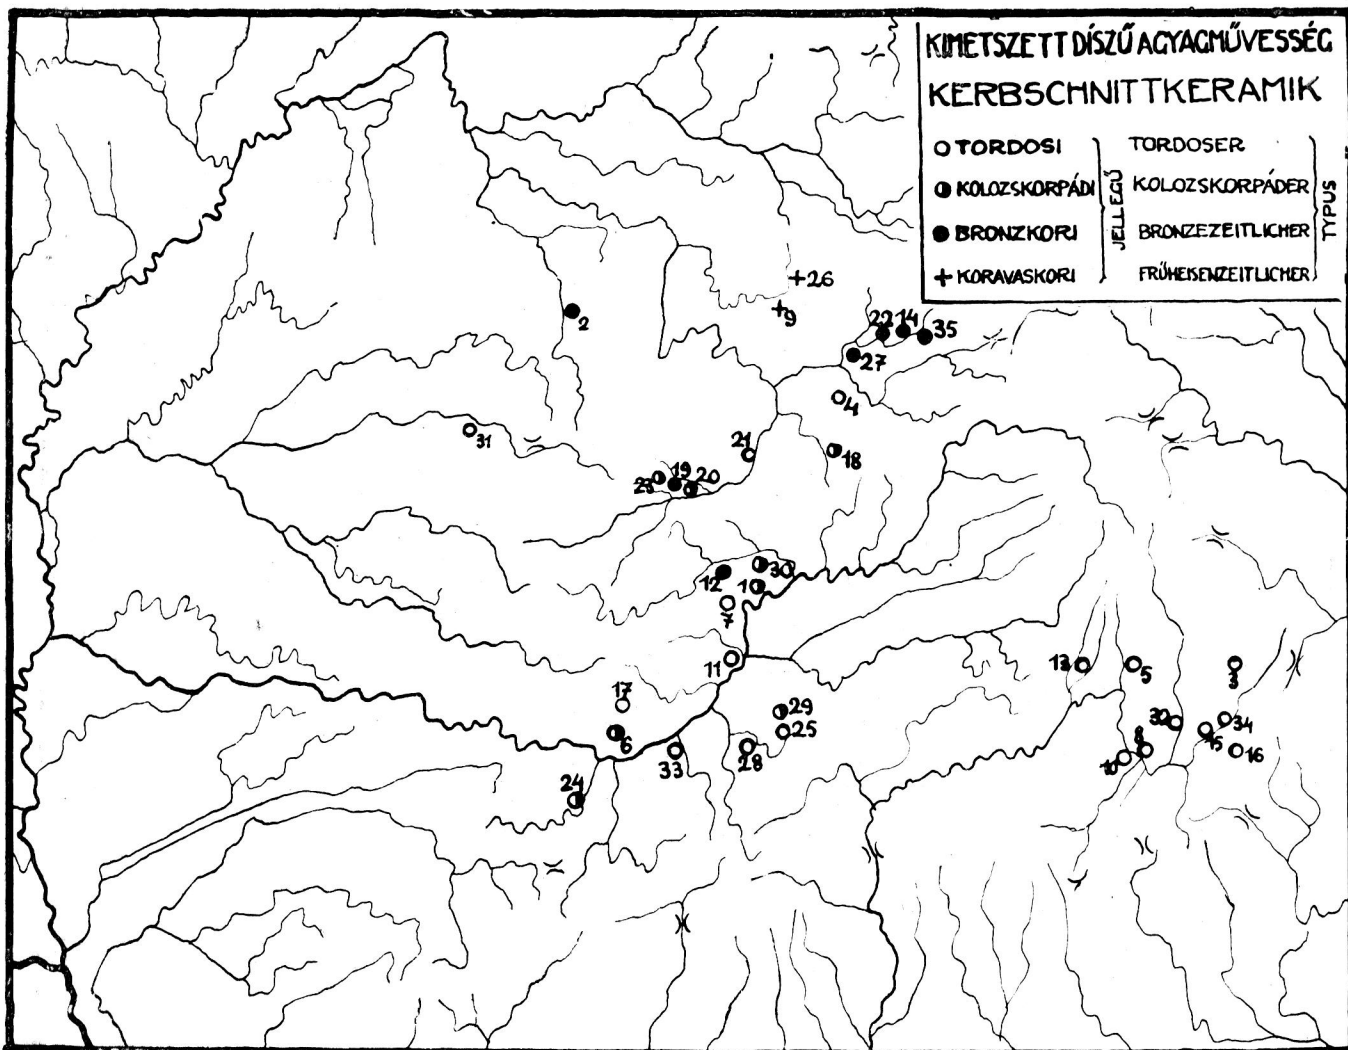 KIMETSZETT DÍSZŰ AGYAGMŰVESSÉG
KERBSCHNITTKERAMIK
TORDOSI TORDOSER
KOLOZSKORPÁDI KOLOZSKORPÁDER
BRONZKORI BRONZEZEITLICHER
KORAVASKORI FRÜHEISENZEITLICHER
JELLEGŰ
TYPUS
26
9
2
22 14 35
27
4
31
21
18
19
23 20
30
12 1
7
11
13 5 3
17
29
32 34
25 15
6
28 8 16
33 10
24